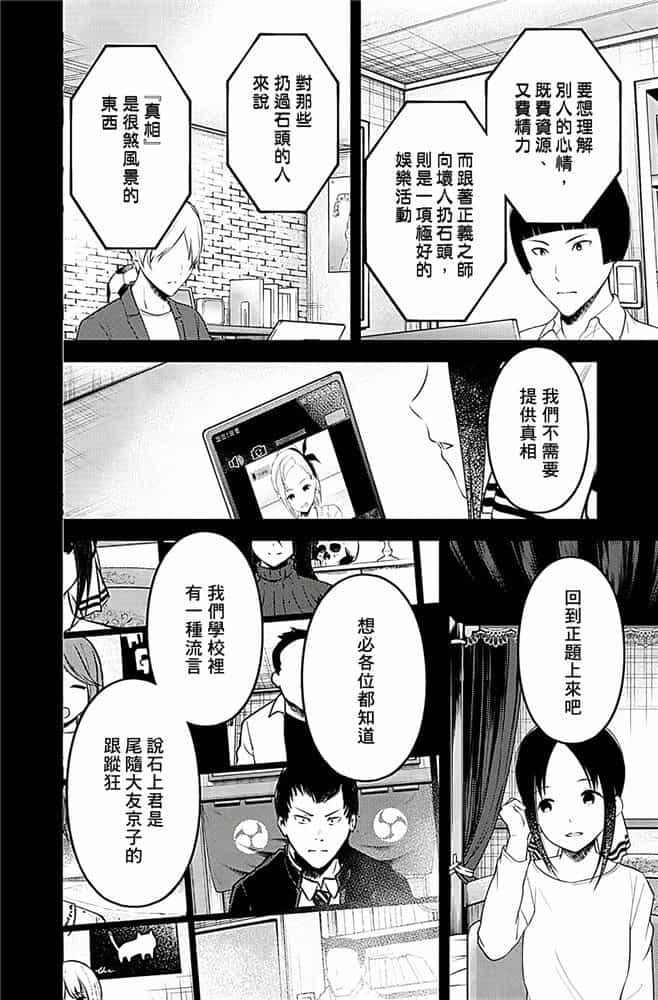 要想理解
別人的心情，
既費資源、
又費精力
而跟著正義之師
向壞人扔石頭，
則是一項極好的
娛樂活動
對那些
扔過石頭的人
來說
『真相』
是很煞風景的
東西
我們不需要
提供真相
回到正題上來吧
想必各位都知道
我們學校裡
有一種流言
說石上君是
尾隨大友京子的
跟蹤狂